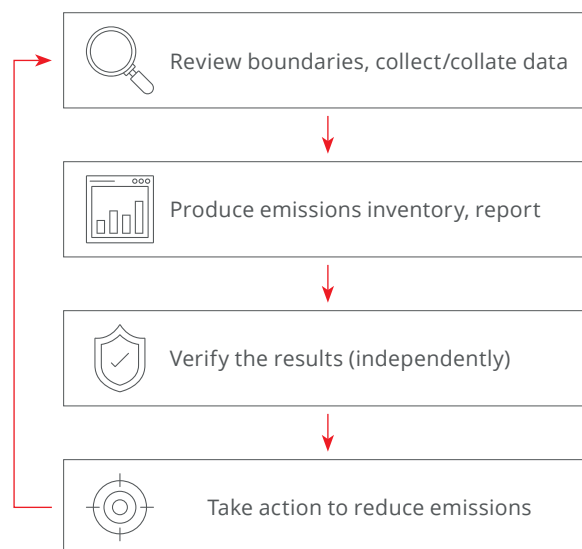 Review boundaries, collect/collate data
Produce emissions inventory, report
Verify the results (independently)
Take action to reduce emissions